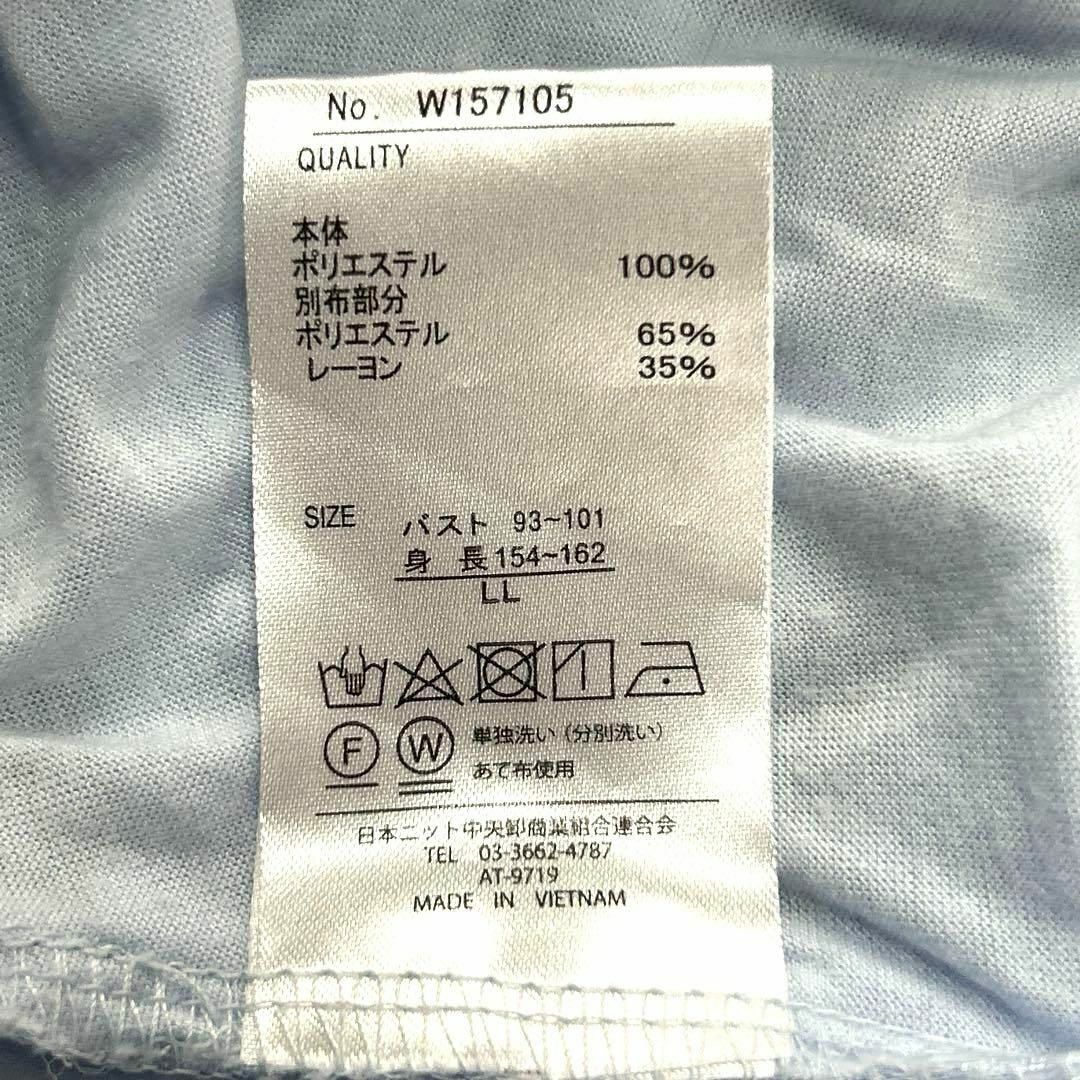 No. W157105
QUALITY
本体
ポリエステル 100%
別布部分
ポリエステル 65%
レーヨン 35%
SIZE バスト 93~101
身 長 154~162
LL
F W 単独洗い (分別洗い)
あて布使用
日本ニット中央卸商業組合連合会
TEL 03-3662-4787
AT-9719
MADE IN VIETNAM